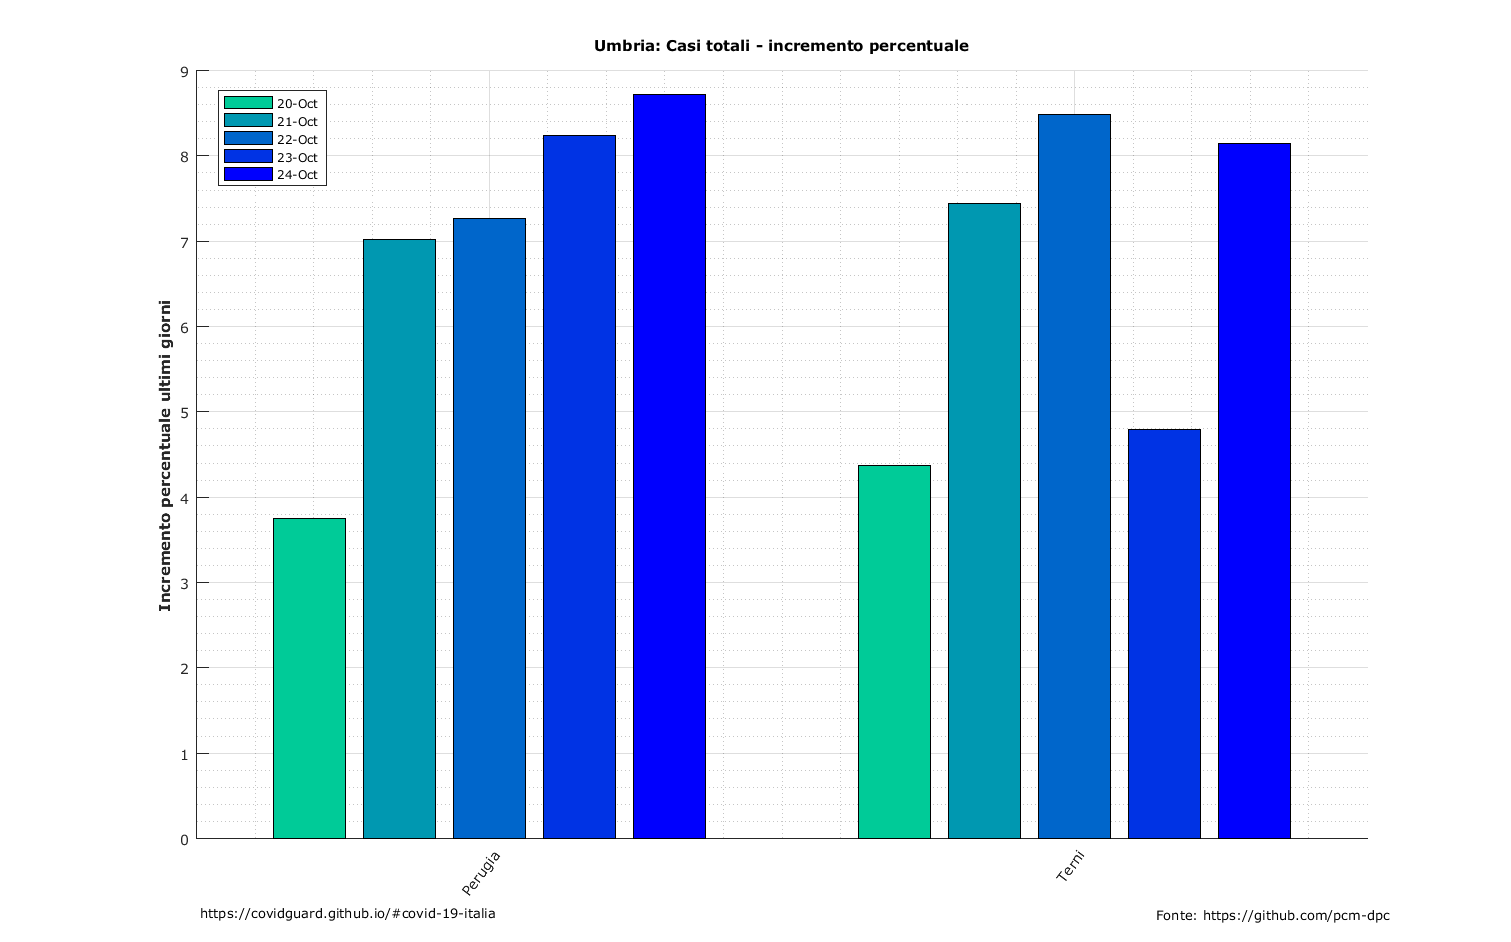 Umbria: Casi totali - incremento percentuale
Incremento percentuale ultimi giorni
9
8
7
6
5
4
3
2
1
0
20-Oct
21-Oct
22-Oct
23-Oct
24-Oct
Perugia
Terni
https://covidguard.github.io/#covid-19-italia
Fonte: https://github.com/pcm-dpc